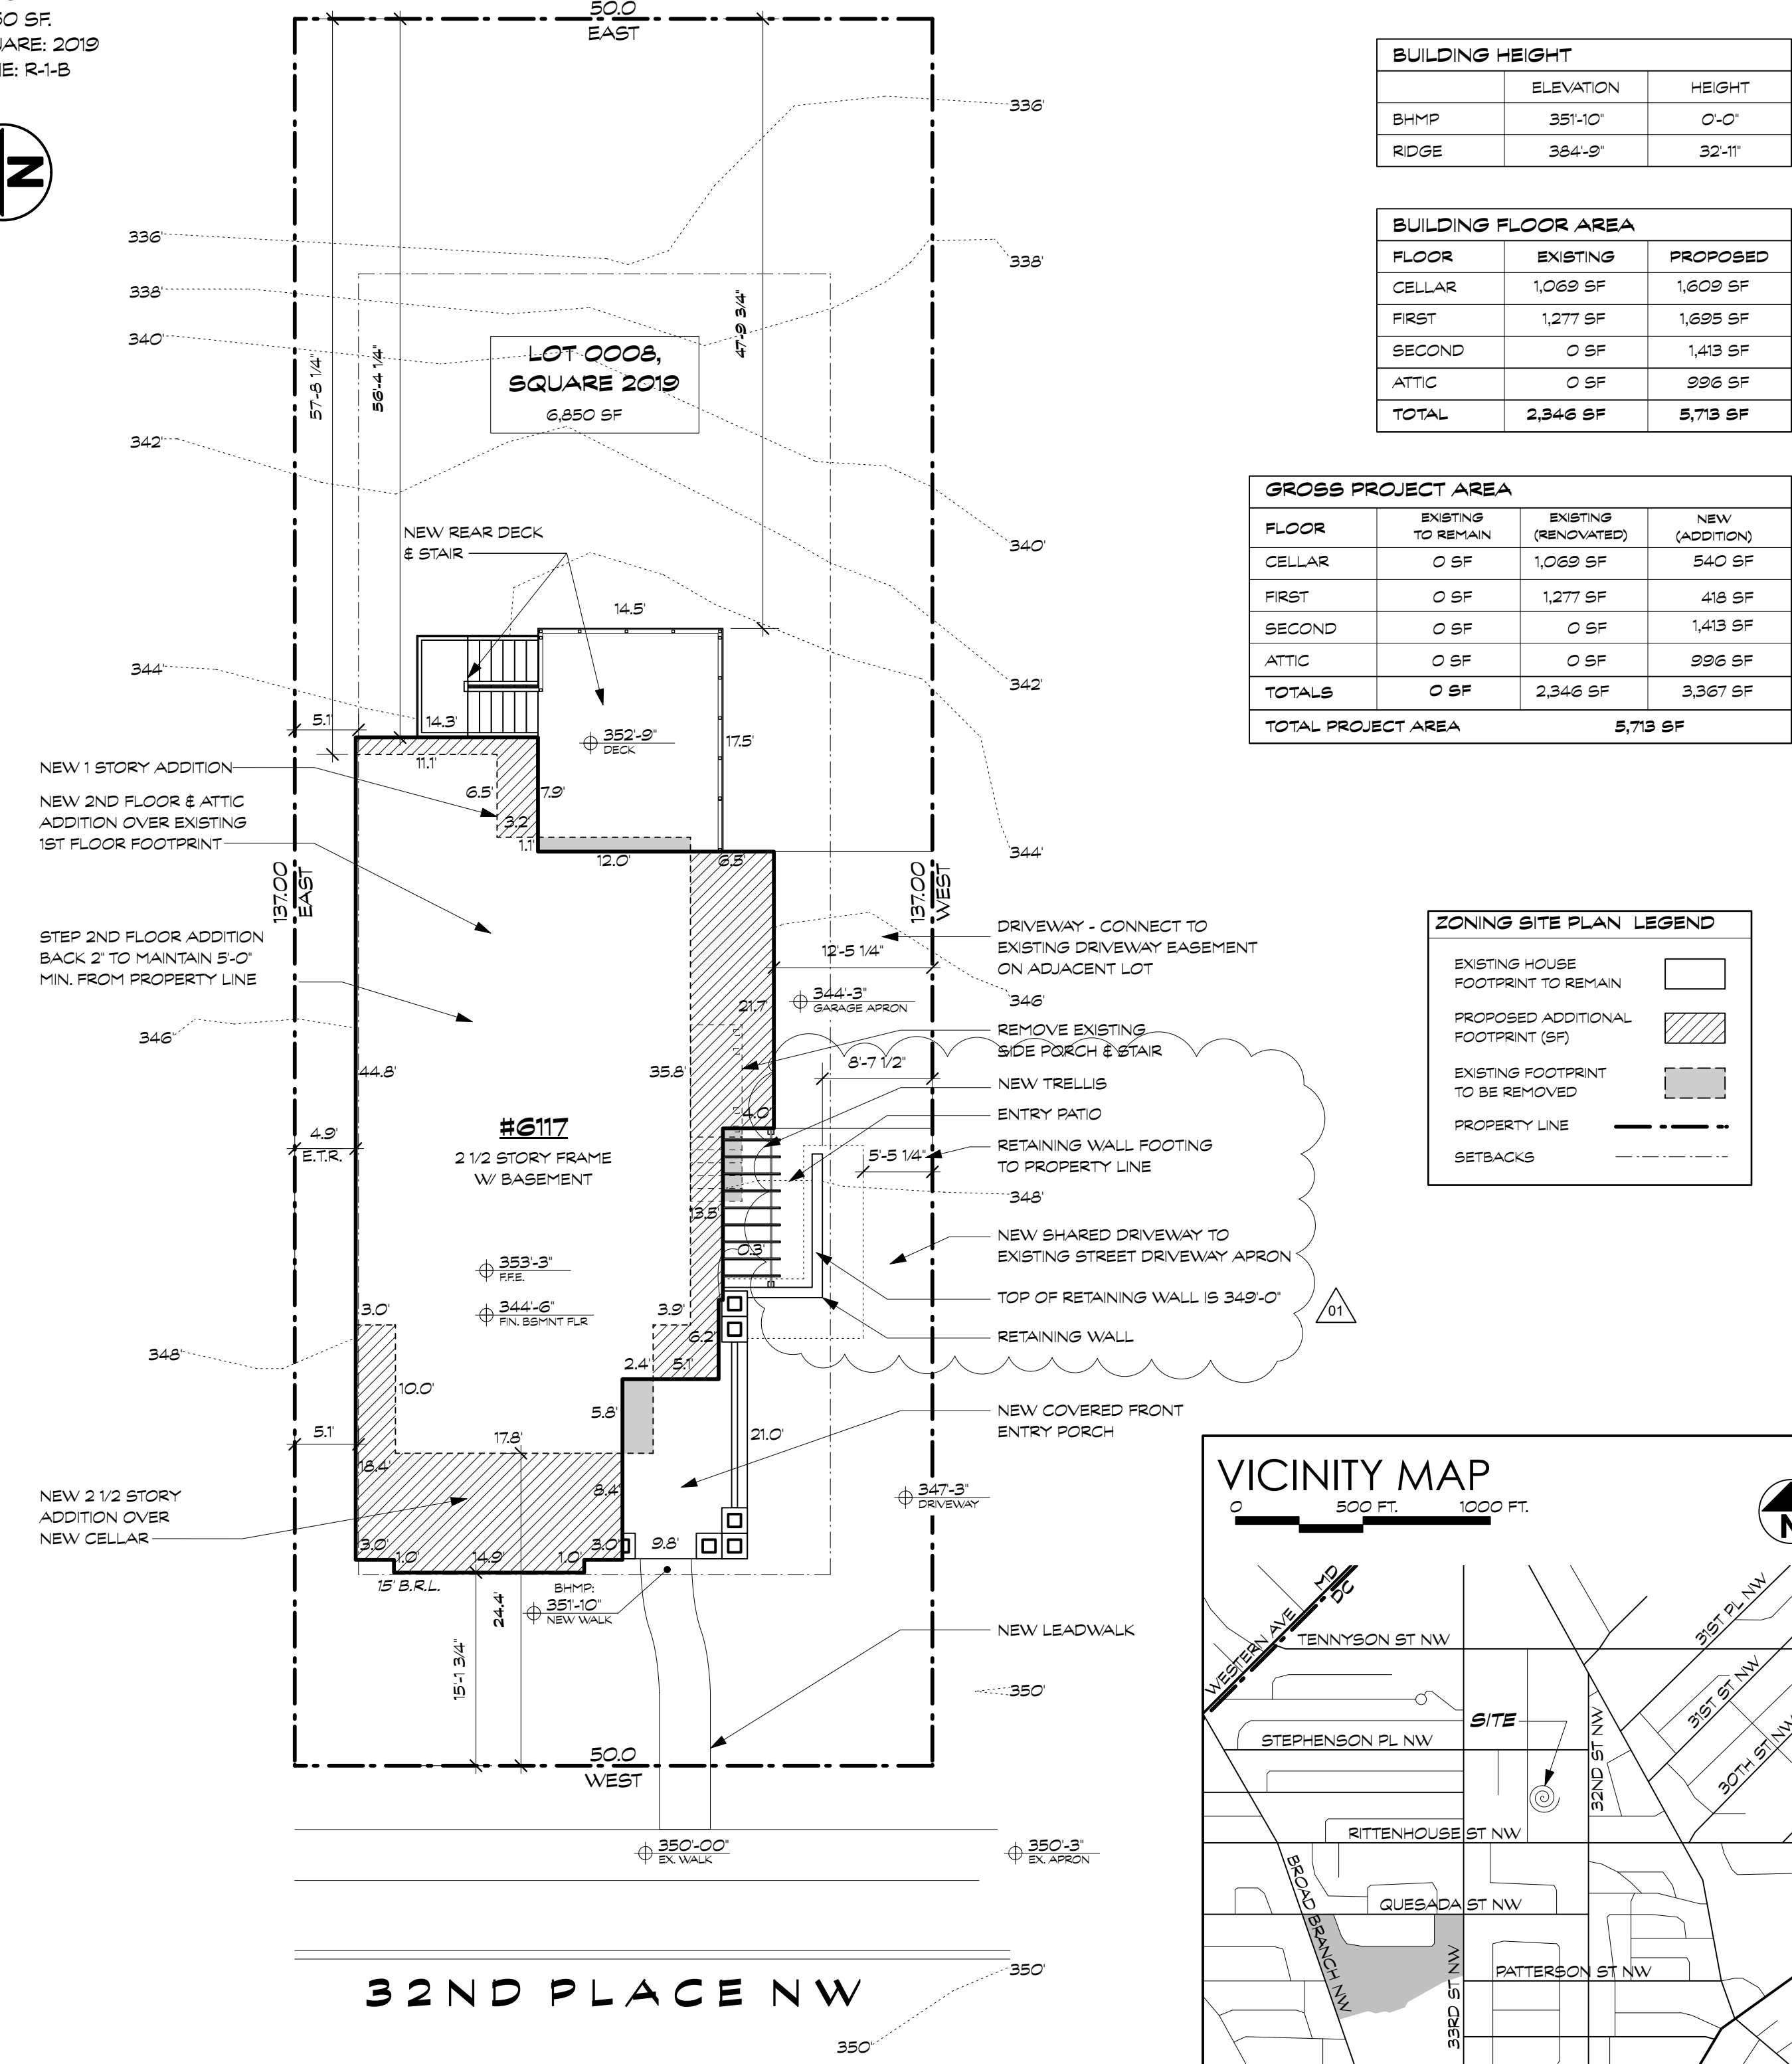 SF.
2019
R-1-B
N
50.0
EAST
336'
336'
338'
338'
340'
342'
57'-8 1/4"
56'-4 1/4"
47'-9 3/4"
LOT 0008,
SQUARE 2019
6,850 SF
NEW REAR DECK
& STAIR
340'
14.5'
344'
342'
5.1'
14.3'
352'-9"
DECK
17.5'
11.1'
NEW 1 STORY ADDITION
6.5'
7.9'
NEW 2ND FLOOR & ATTIC
ADDITION OVER EXISTING
1ST FLOOR FOOTPRINT
3.2'
1.1'
12.0'
6.5'
344'
137.00
EAST
137.00
WEST
STEP 2ND FLOOR ADDITION
BACK 2" TO MAINTAIN 5'-0"
MIN. FROM PROPERTY LINE
DRIVEWAY - CONNECT TO
EXISTING DRIVEWAY EASEMENT
ON ADJACENT LOT
12'-5 1/4"
344'-3"
GARAGE APRON
346'
346'
21.7'
REMOVE EXISTING
SIDE PORCH & STAIR
8'-7 1/2"
44.8'
35.8'
NEW TRELLIS
4.0'
ENTRY PATIO
#6117
2 1/2 STORY FRAME
W/ BASEMENT
4.9'
E.T.R.
RETAINING WALL FOOTING
TO PROPERTY LINE
5'-5 1/4"
348'
13.5'
NEW SHARED DRIVEWAY TO
EXISTING STREET DRIVEWAY APRON
0.3'
353'-3"
F.F.E.
344'-6"
FIN. BSMNT FLR
TOP OF RETAINING WALL IS 349'-0"
01
3.0'
3.9'
6.2'
RETAINING WALL
348'
2.4'
5.1'
10.0'
5.8'
NEW COVERED FRONT
ENTRY PORCH
5.1'
17.8'
21.0'
18.4'
8.4'
347'-3"
DRIVEWAY
NEW 2 1/2 STORY
ADDITION OVER
NEW CELLAR
3.0'
1.0'
14.9'
1.0'
3.0'
9.8'
15' B.R.L.
24.4'
BHMP:
351'-10"
NEW WALK
15'-1 3/4"
NEW LEADWALK
350'
50.0
WEST
350'-00"
EX. WALK
350'-3"
EX. APRON
32ND PLACE NW
350'
350'
BUILDING HEIGHT
ELEVATION HEIGHT
BHMP 351'-10" 0'-0"
RIDGE 384'-9" 32'-11"
BUILDING FLOOR AREA
FLOOR EXISTING PROPOSED
CELLAR 1,069 SF 1,609 SF
FIRST 1,277 SF 1,695 SF
SECOND 0 SF 1,413 SF
ATTIC 0 SF 996 SF
TOTAL 2,346 SF 5,713 SF
GROSS PROJECT AREA
FLOOR EXISTING TO REMAIN EXISTING (RENOVATED) NEW (ADDITION)
CELLAR 0 SF 1,069 SF 540 SF
FIRST 0 SF 1,277 SF 418 SF
SECOND 0 SF 0 SF 1,413 SF
ATTIC 0 SF 0 SF 996 SF
TOTALS 0 SF 2,346 SF 3,367 SF
TOTAL PROJECT AREA 5,713 SF
ZONING SITE PLAN LEGEND
EXISTING HOUSE
FOOTPRINT TO REMAIN
PROPOSED ADDITIONAL
FOOTPRINT (SF)
EXISTING FOOTPRINT
TO BE REMOVED
PROPERTY LINE
SETBACKS
VICINITY MAP
0 500 FT. 1000 FT.
N
MD
DC
WESTERN AVE
TENNYSON ST NW
31ST PL NW
31ST ST NW
30TH ST NW
SITE
STEPHENSON PL NW
32ND ST NW
RITTENHOUSE ST NW
BROAD BRANCH NW
QUESADA ST NW
33RD ST NW
PATTERSON ST NW